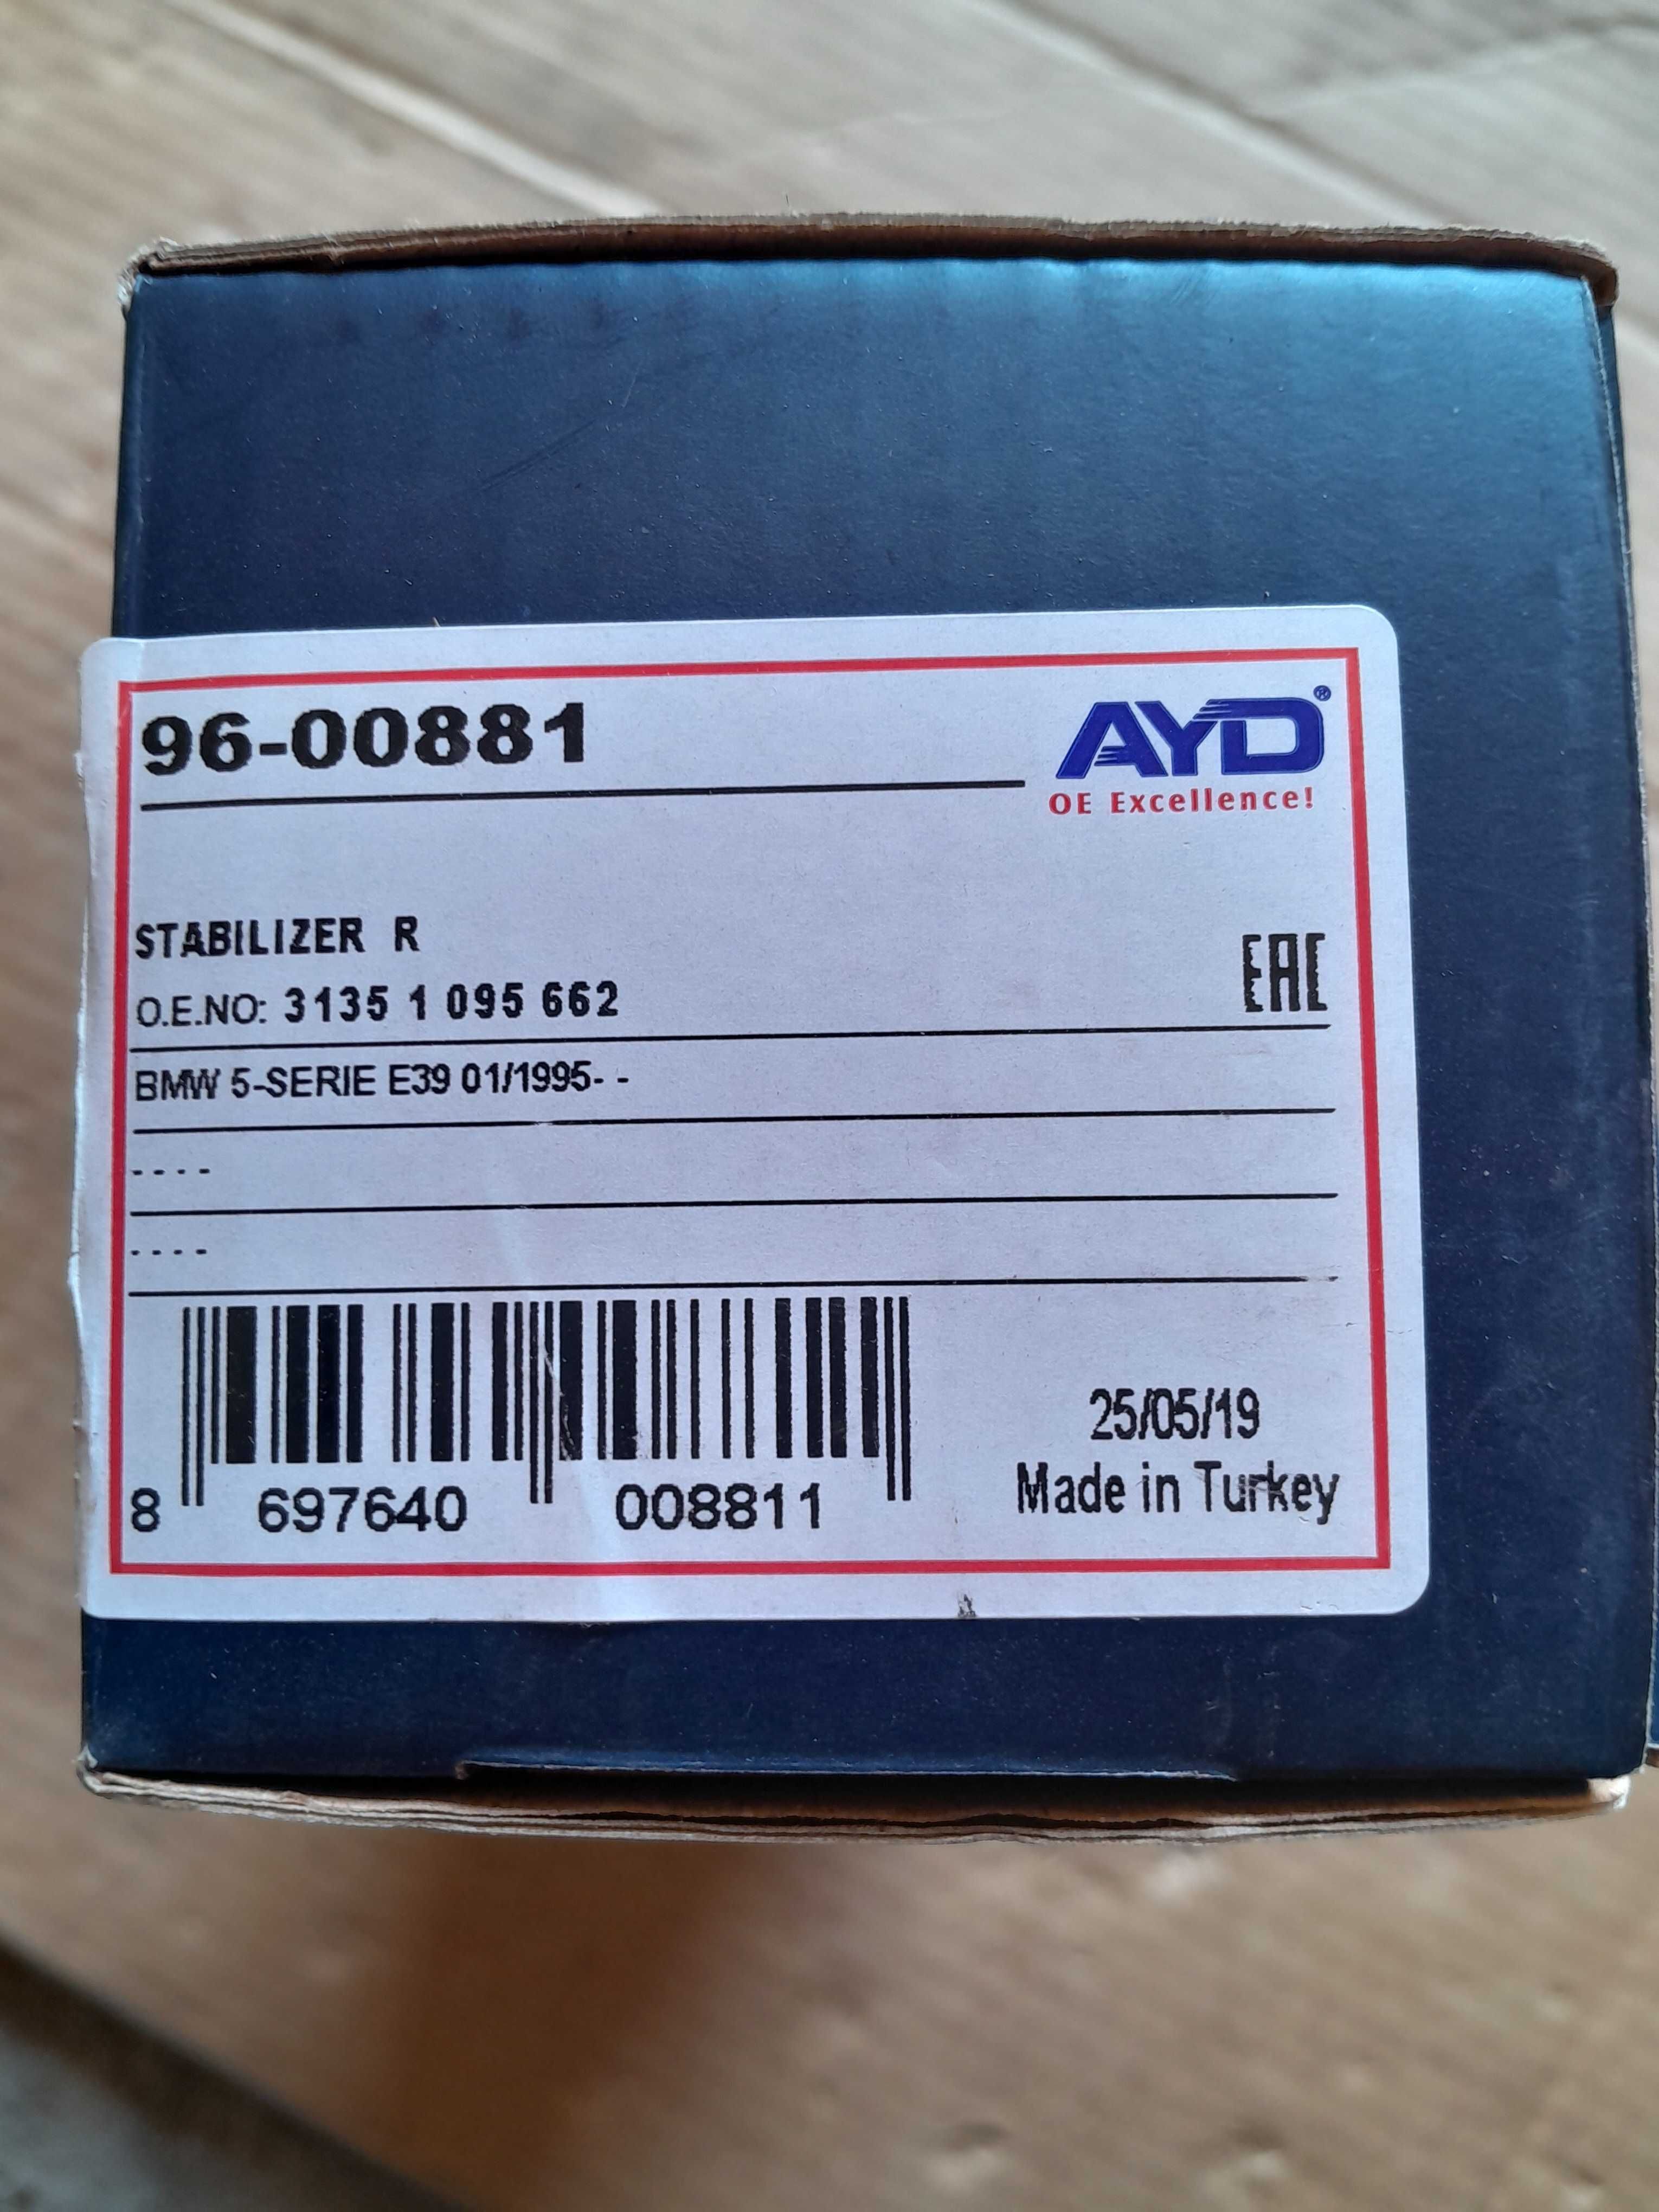 96-00881
AYD®
OE Excellence!
STABILIZER R
EAC
O.E.NO: 3135 1 095 662
BMW 5-SERIE E39 01/1995- -
- - - -
- - - -
25/05/19
Made in Turkey
8 697640 008811